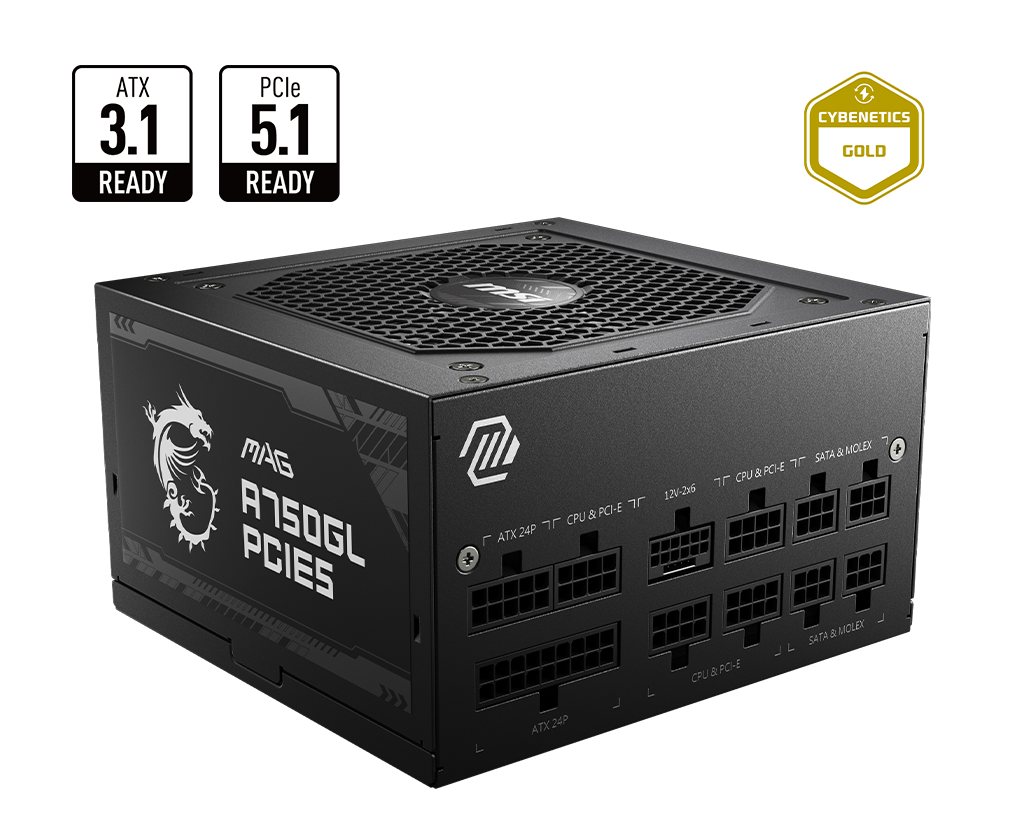 ATX
3.1
READY
PCIe
5.1
READY
CYBENETICS
GOLD
msi
MAG
A750GL
PCIE5
ATX 24P
CPU & PCI-E
12V-2x6
CPU & PCI-E
SATA & MOLEX
ATX 24P
CPU & PCI-E
SATA & MOLEX